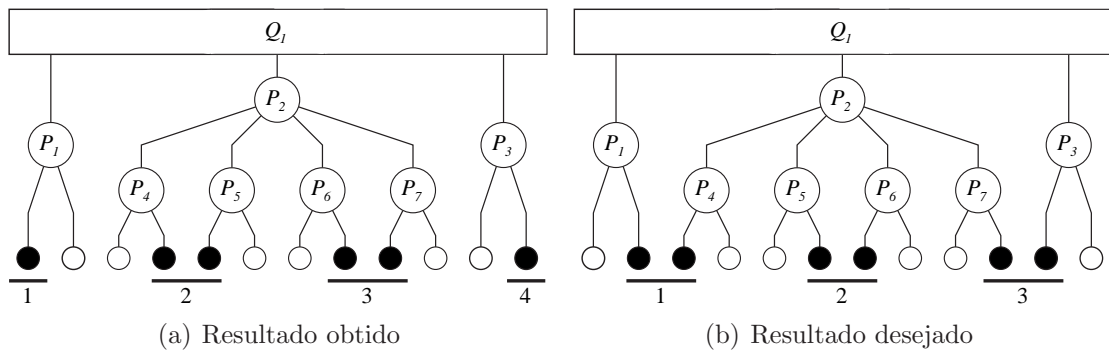 Q1 Q1
P2 P2
P1 P3 P1 P3
P4 P5 P6 P7 P4 P5 P6 P7
1 2 3 4 1 2 3
(a) Resultado obtido (b) Resultado desejado